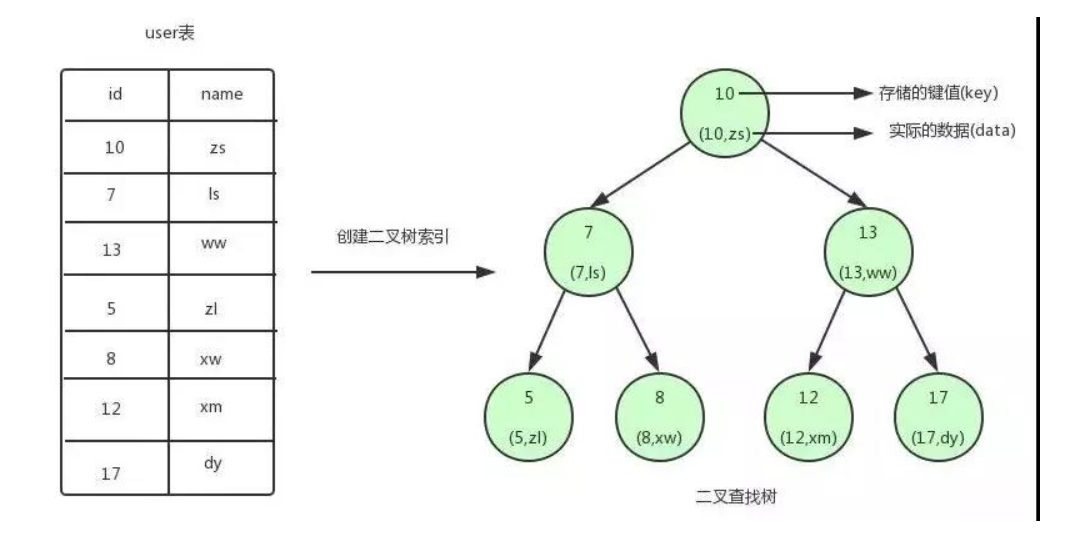 user表
id name
10 zs
7 ls
13 ww
5 zl
8 xw
12 xm
17 dy
创建二叉树索引
10
(10,zs)
存储的键值(key)
实际的数据(data)
7
(7,ls)
13
(13,ww)
5
(5,zl)
8
(8,xw)
12
(12,xm)
17
(17,dy)
二叉查找树